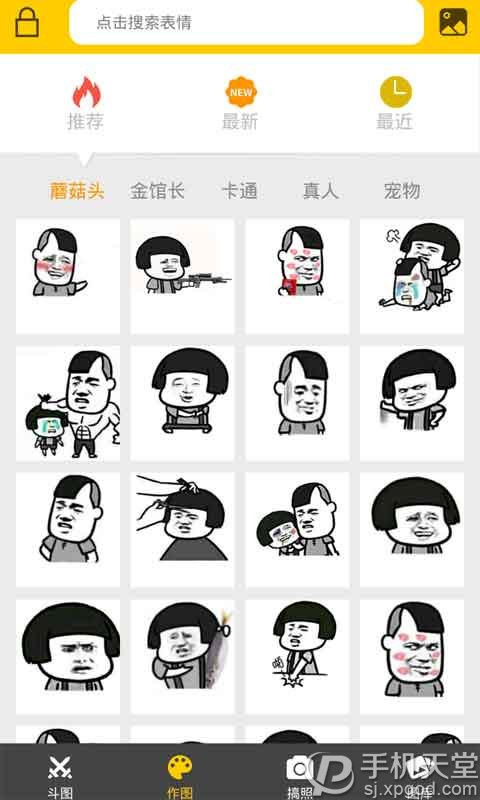 点击搜索表情
推荐
NEW
最新
最近
蘑菇头
金馆长
卡通
真人
宠物
斗图
作图
搞照
手机天堂
sj.xpgod.com